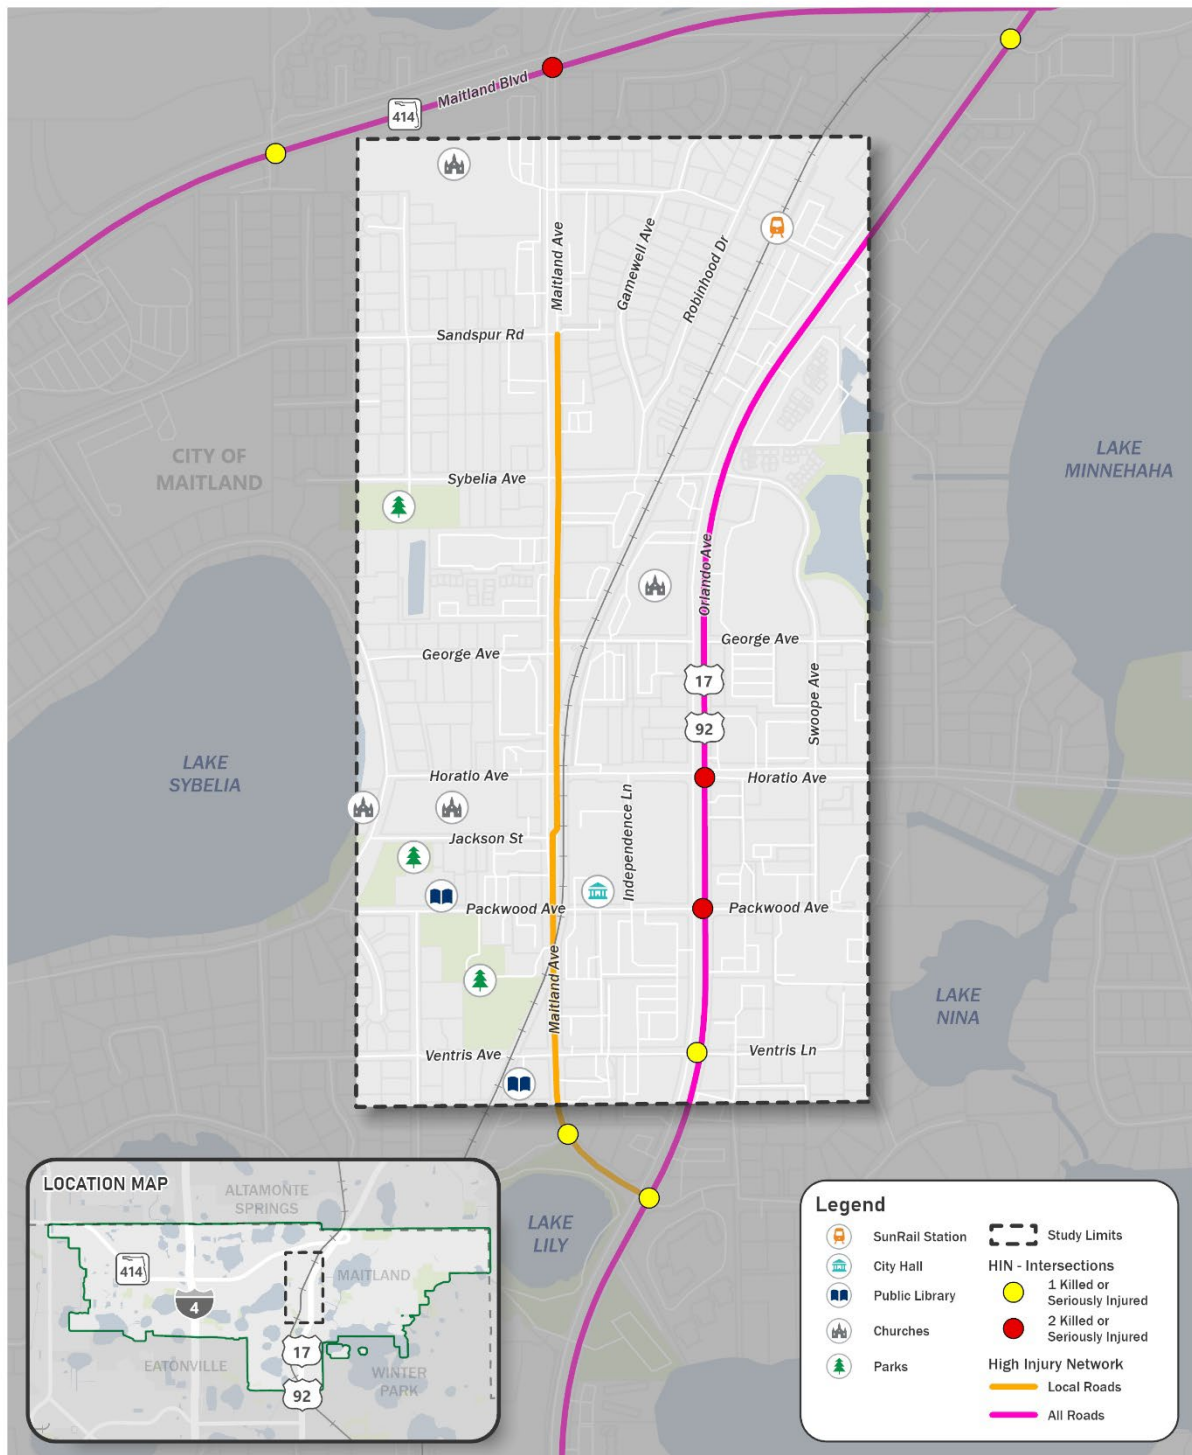 Maitland Blvd
414
Maitland Ave
Gamewell Ave
Robinhood Dr
Sandspur Rd
CITY OF
MAITLAND
LAKE
MINNEHAHA
Sybelia Ave
Orlando Ave
George Ave
George Ave
17
Swoope Ave
92
LAKE
SYBELIA
Horatio Ave
Horatio Ave
Independence Ln
Jackson St
Packwood Ave
Packwood Ave
Maitland Ave
LAKE
NINA
Ventris Ave
Ventris Ln
LAKE
LILY
LOCATION MAP
ALTAMONTE
SPRINGS
414
MAITLAND
4
17
EATONVILLE
WINTER
PARK
92
Legend
SunRail Station
City Hall
Public Library
Churches
Parks
Study Limits
HIN - Intersections
1 Killed or
Seriously Injured
2 Killed or
Seriously Injured
High Injury Network
Local Roads
All Roads